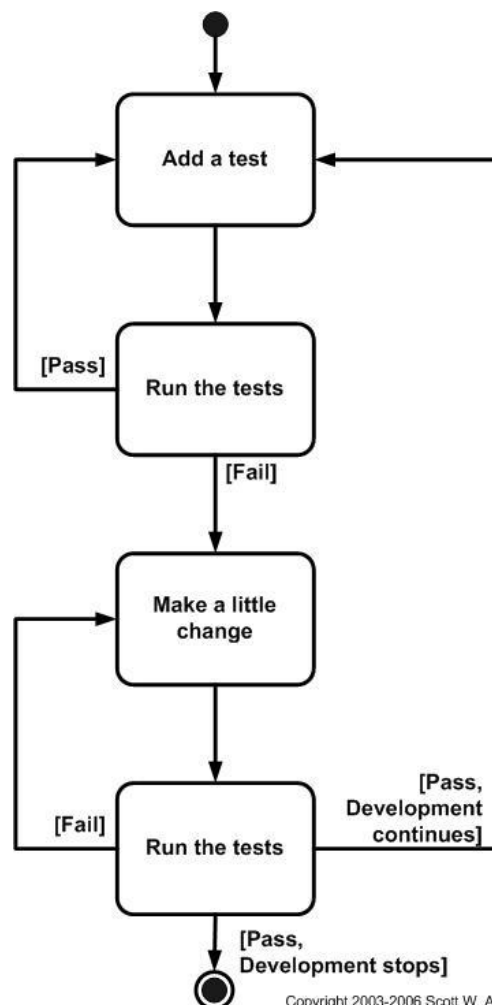 Add a test
[Pass]
Run the tests
[Fail]
Make a little
change
[Pass,
Development
continues]
[Fail]
Run the tests
[Pass,
Development stops]
Copyright 2003-2006 Scott W. A